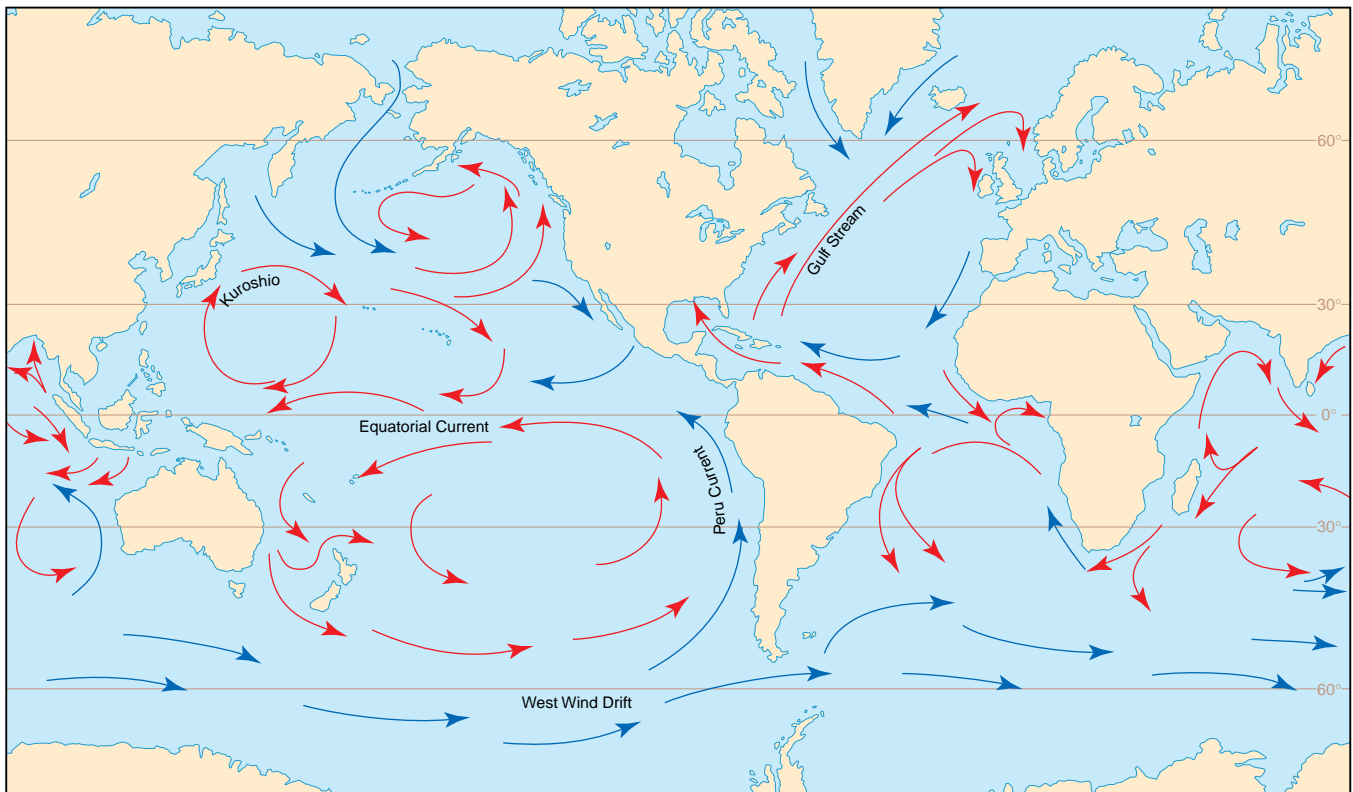 60°
Gulf Stream
Kuroshio
30°
0°
Equatorial Current
Peru Current
30°
60°
West Wind Drift